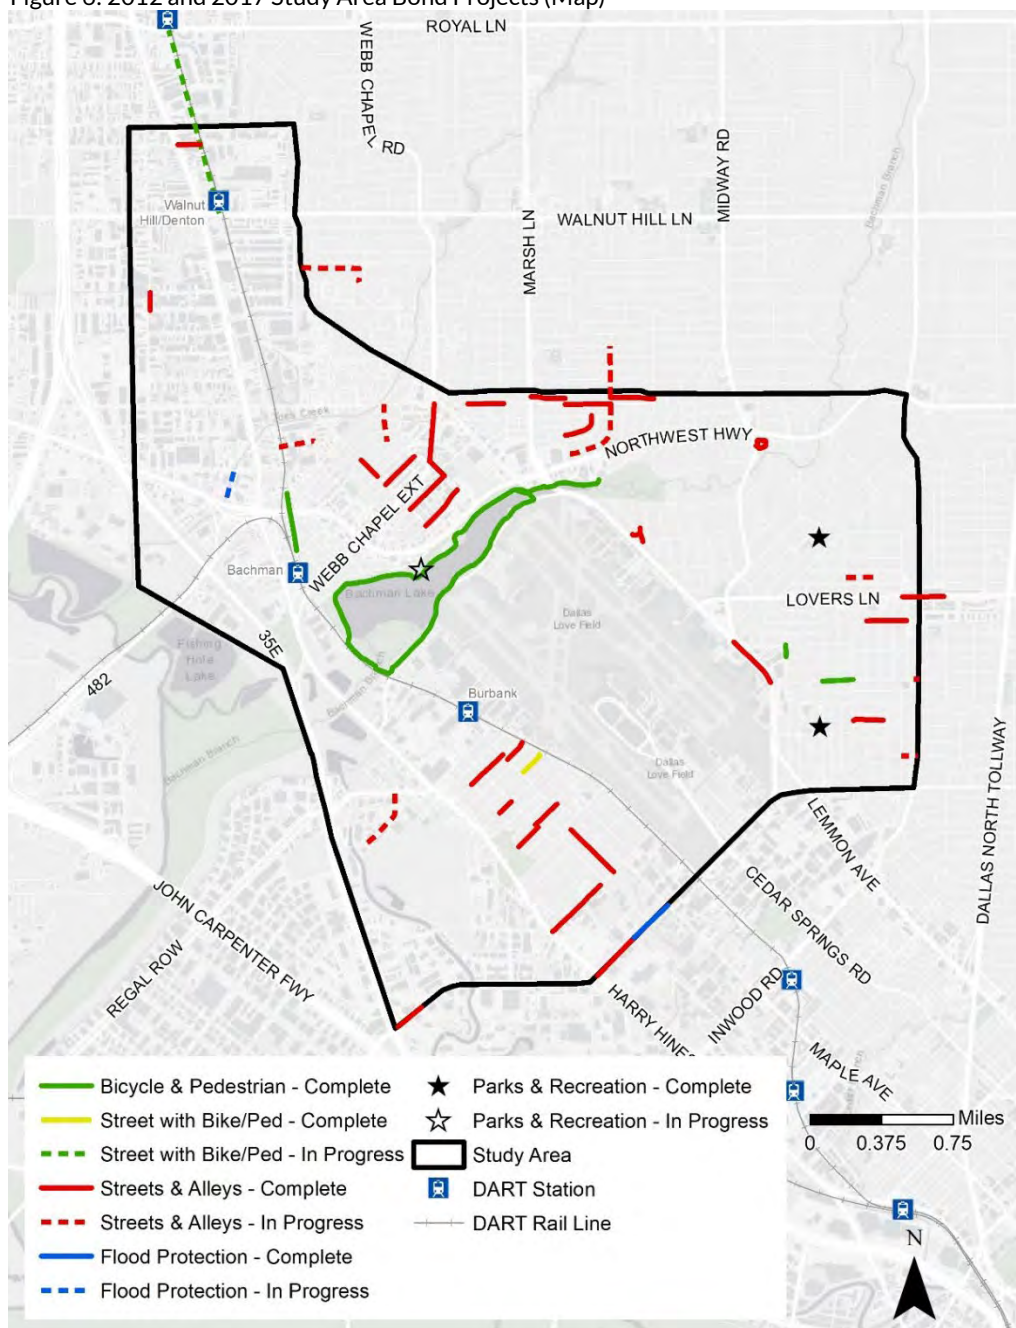 Figure 6: 2012 and 2017 Study Area Bond Projects (Map)
ROYAL LN
WEBB CHAPEL RD
MIDWAY RD
Bachman Branch
Walnut
Hill/Denton
WALNUT HILL LN
MARSH LN
NORTHWEST HWY
WEBB CHAPEL EXT
Bachman
Bachman Lake
Dallas
Love Field
LOVERS LN
35E
Fishing
Hole
Lake
482
Bachman Branch
Burbank
Bachman Branch
Dallas
Love Field
DALLAS NORTH TOLLWAY
LEMMON AVE
CEDAR SPRINGS RD
JOHN CARPENTER FWY
REGAL ROW
INWOOD RD
HARRY HINES
MAPLE AVE
Bicycle & Pedestrian - Complete
Street with Bike/Ped - Complete
Street with Bike/Ped - In Progress
Streets & Alleys - Complete
Streets & Alleys - In Progress
Flood Protection - Complete
Flood Protection - In Progress
Parks & Recreation - Complete
Parks & Recreation - In Progress
Study Area
DART Station
DART Rail Line
Miles
0 0.375 0.75
N